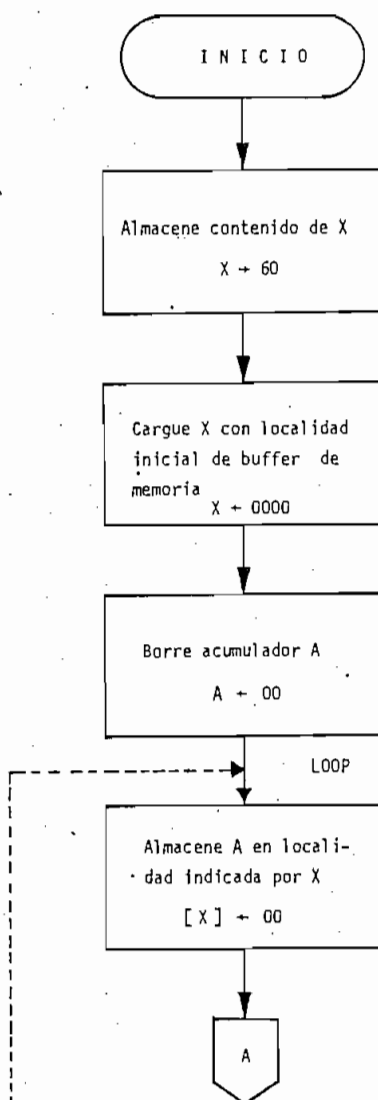 I N I C I O
Almacene contenido de X
X → 60
Cargue X con localidad
inicial de buffer de
memoria
X ← 0000
Borre acumulador A
A ← 00
LOOP
Almacene A en locali-
dad indicada por X
[X] ← 00
A